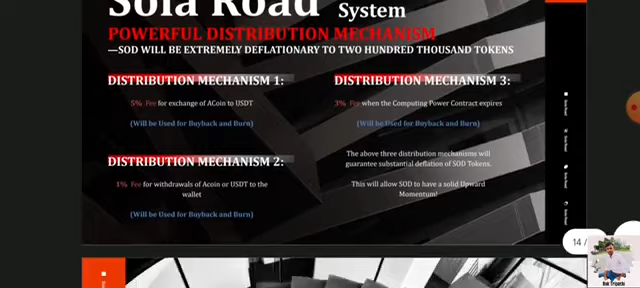 Sola Road System
POWERFUL DISTRIBUTION MECHANISM
—SOD WILL BE EXTREMELY DEFLATIONARY TO TWO HUNDRED THOUSAND TOKENS
DISTRIBUTION MECHANISM 1:
5% Fee for exchange of ACoin to USDT
(Will be Used for Buyback and Burn)
DISTRIBUTION MECHANISM 2:
1% Fee for withdrawals of Acoin or USDT to the
wallet
(Will be Used for Buyback and Burn)
DISTRIBUTION MECHANISM 3:
3% Fee when the Computing Power Contract expires
(Will be Used for Buyback and Burn)
The above three distribution mechanisms will
guarantee substantial deflation of SOD Tokens.
This will allow SOD to have a solid Upward
Momentum!
14/